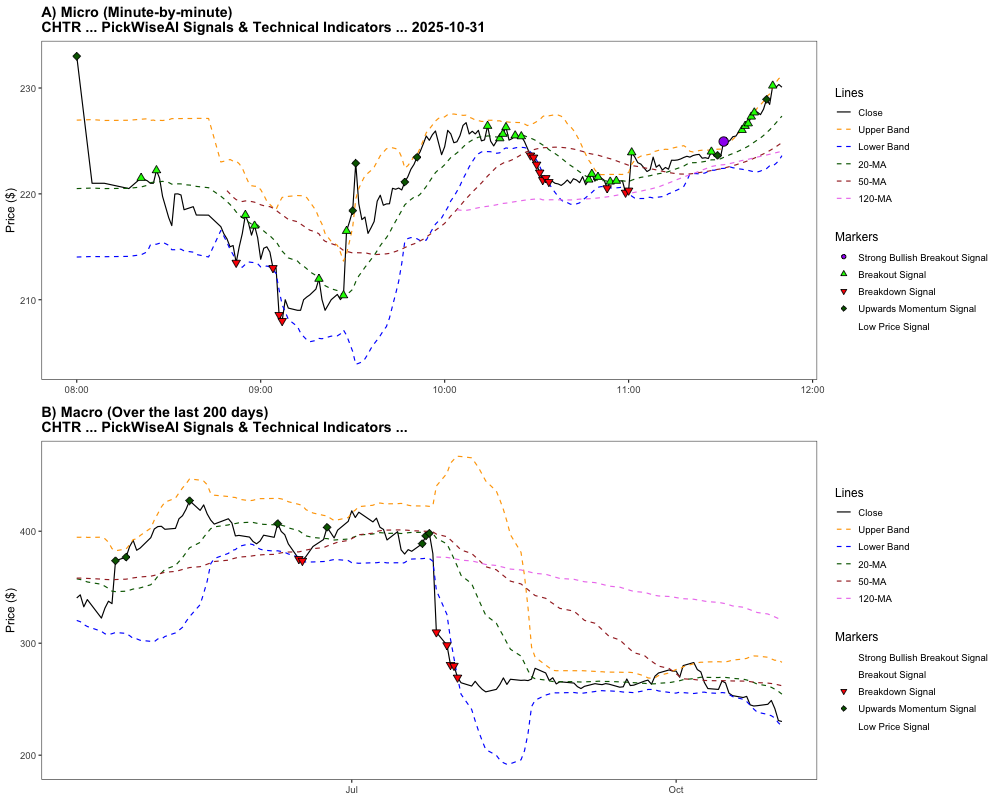 A) Micro (Minute-by-minute)
CHTR ... PickWiseAI Signals & Technical Indicators ... 2025-10-31
Price ($)
230
220
210
08:00
09:00
10:00
11:00
12:00
Lines
Close
Upper Band
Lower Band
20-MA
50-MA
120-MA
Markers
Strong Bullish Breakout Signal
Breakout Signal
Breakdown Signal
Upwards Momentum Signal
Low Price Signal
B) Macro (Over the last 200 days)
CHTR ... PickWiseAI Signals & Technical Indicators ...
Price ($)
400
300
200
Jul
Oct
Lines
Close
Upper Band
Lower Band
20-MA
50-MA
120-MA
Markers
Strong Bullish Breakout Signal
Breakout Signal
Breakdown Signal
Upwards Momentum Signal
Low Price Signal